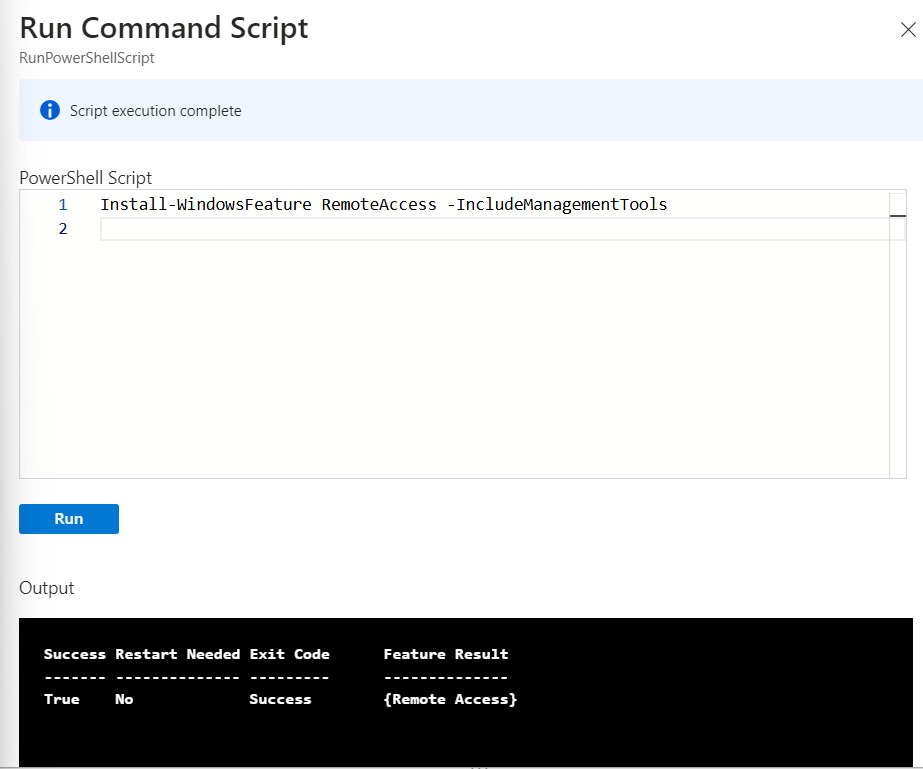 Run Command Script
RunPowerShellScript
Script execution complete
PowerShell Script
1 Install-WindowsFeature RemoteAccess -IncludeManagementTools
2
Run
Output
Success Restart Needed Exit Code      Feature Result
------- -------------- ---------      --------------
True    No             Success        {Remote Access}